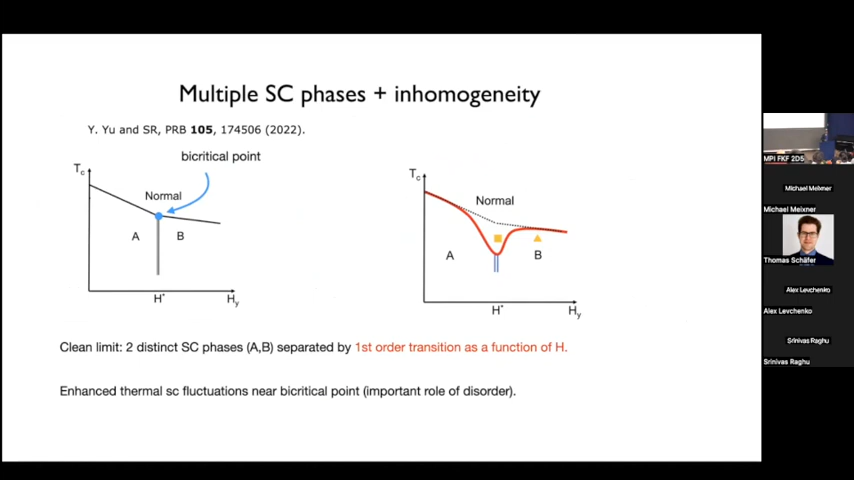 Multiple SC phases + inhomogeneity
Y. Yu and SR, PRB 105, 174506 (2022).
bicritical point
Tc
Normal
A
B
H*
Hy
Tc
Normal
A
B
H*
Hy
Clean limit: 2 distinct SC phases (A,B) separated by 1st order transition as a function of H.
Enhanced thermal sc fluctuations near bicritical point (important role of disorder).
MPI FKF 2D5
Michael Meixner
Michael Meixner
Thomas Schäfer
Alex Levchenko
Alex Levchenko
Srinivas Raghu
Srinivas Raghu